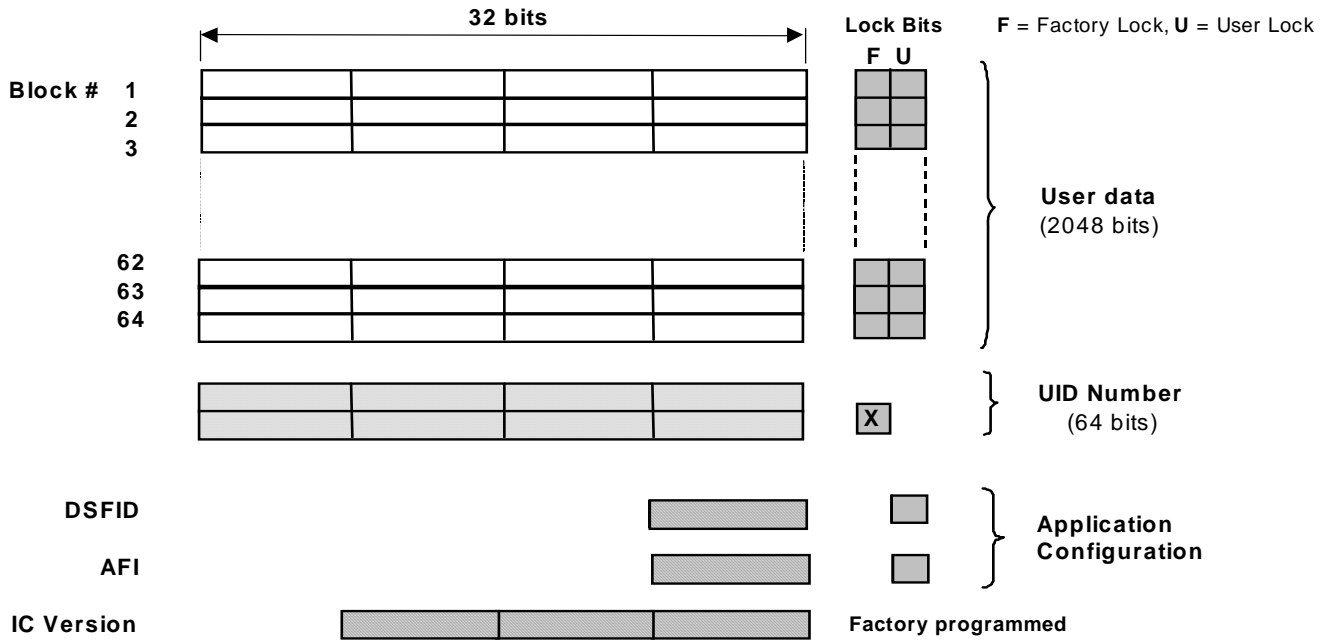 32 bits
Lock Bits
F = Factory Lock, U = User Lock
F U
Block # 1
2
3
User data
(2048 bits)
62
63
64
UID Number
(64 bits)
X
DSFID
Application
Configuration
AFI
IC Version
Factory programmed